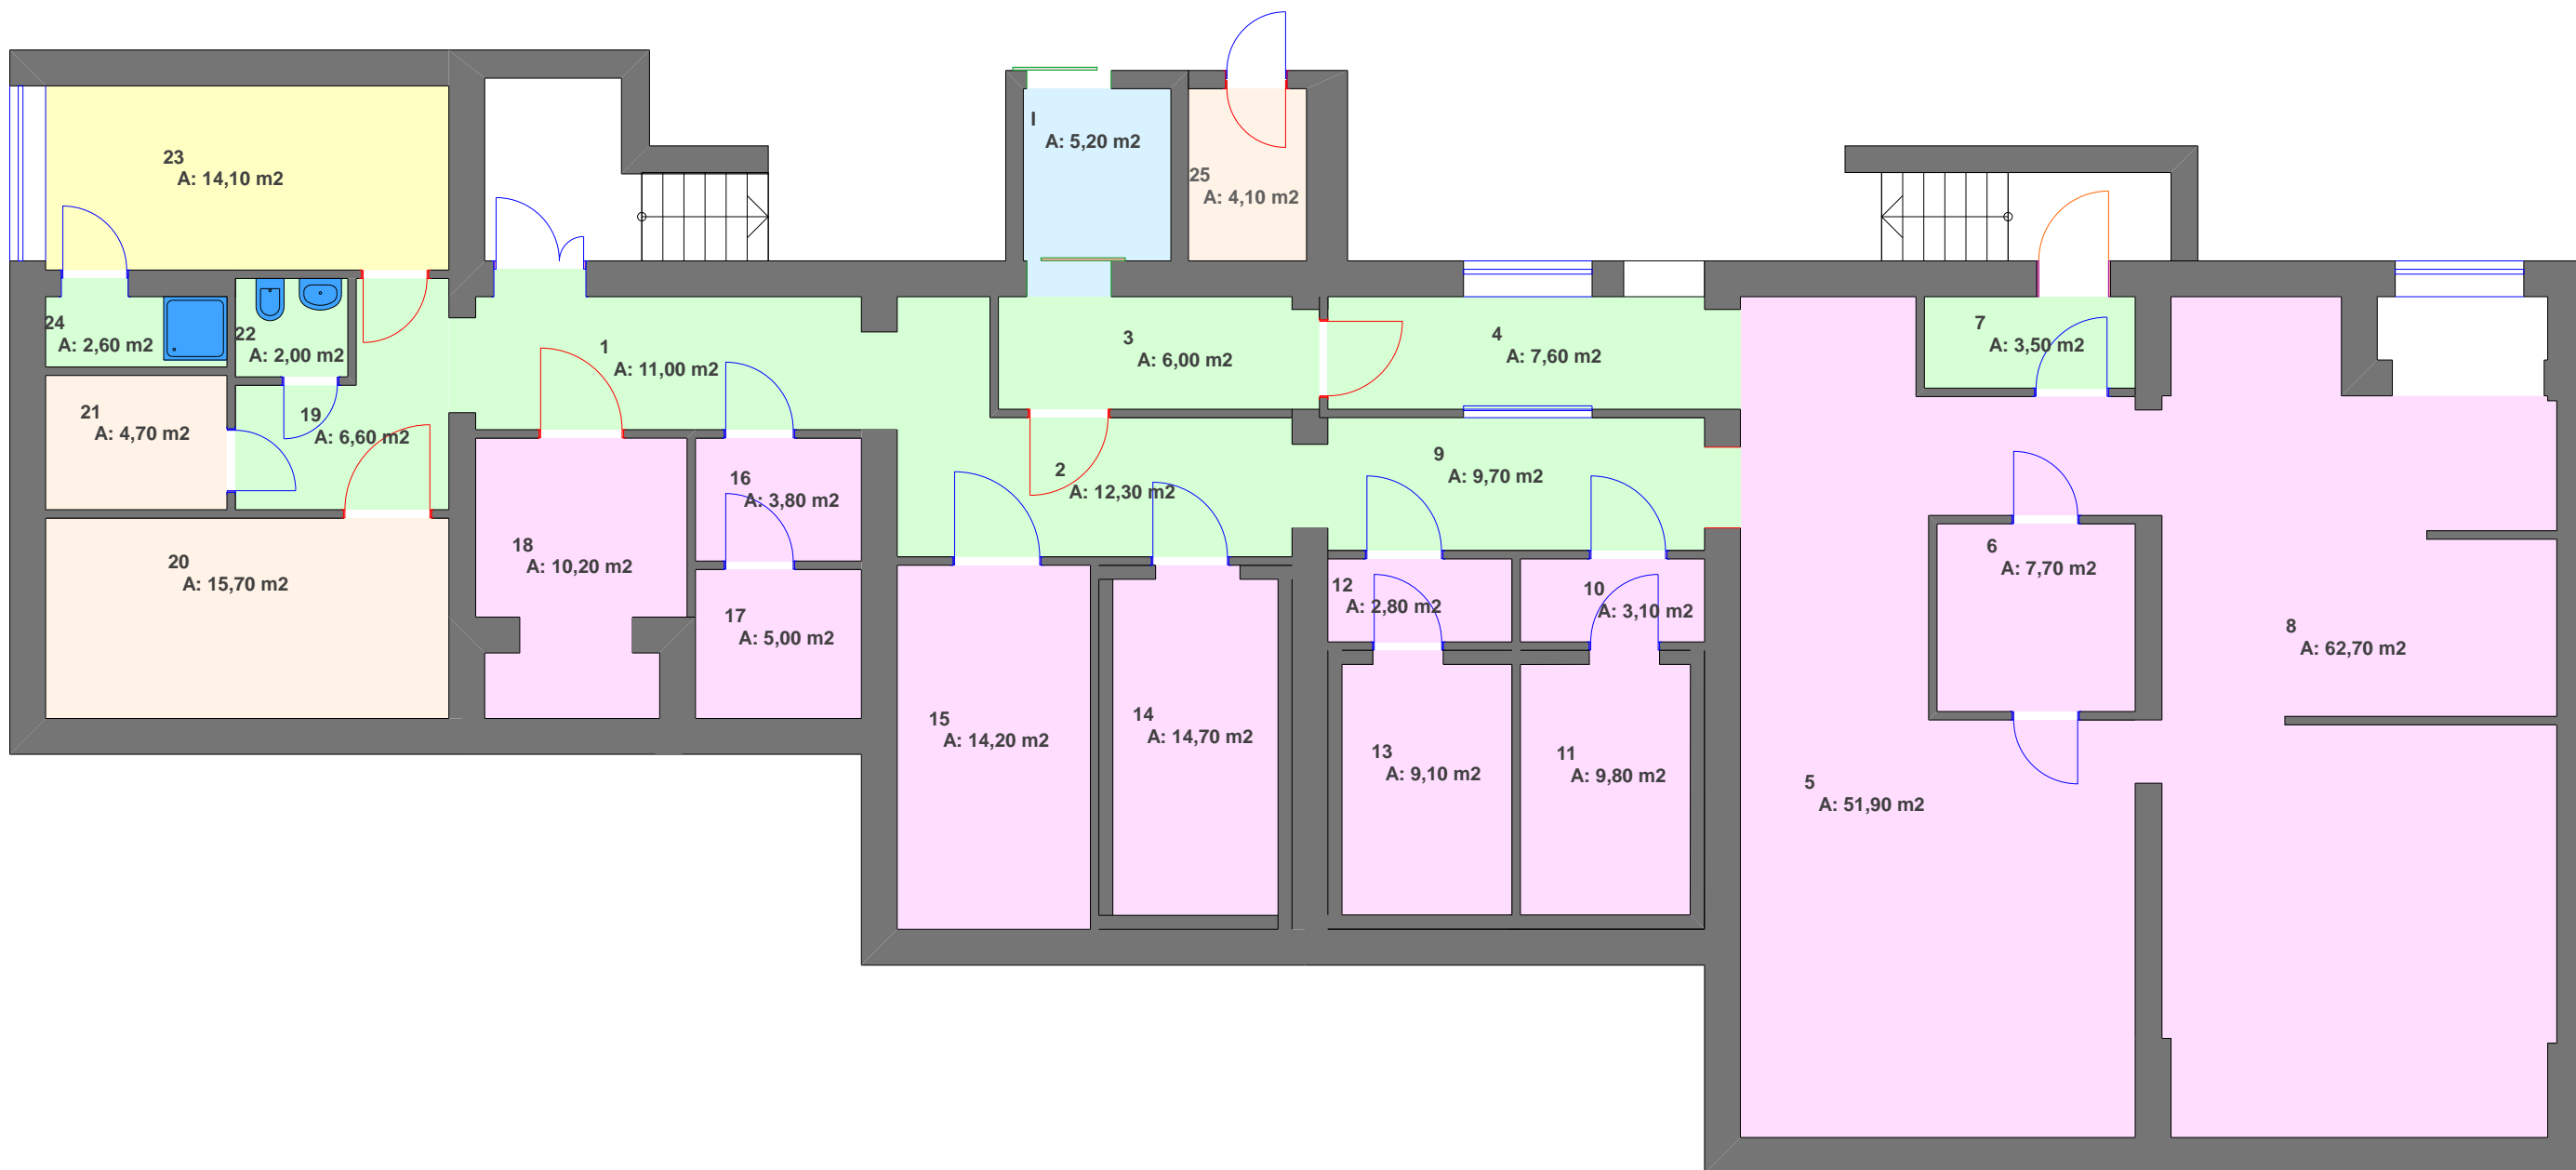 I
A: 5,20 m2
23
A: 14,10 m2
25
A: 4,10 m2
24
A: 2,60 m2
22
A: 2,00 m2
1
A: 11,00 m2
3
A: 6,00 m2
4
A: 7,60 m2
7
A: 3,50 m2
21
A: 4,70 m2
19
A: 6,60 m2
2
A: 12,30 m2
9
A: 9,70 m2
16
A: 3,80 m2
18
A: 10,20 m2
6
A: 7,70 m2
20
A: 15,70 m2
12
A: 2,80 m2
10
A: 3,10 m2
17
A: 5,00 m2
8
A: 62,70 m2
15
A: 14,20 m2
14
A: 14,70 m2
13
A: 9,10 m2
11
A: 9,80 m2
5
A: 51,90 m2